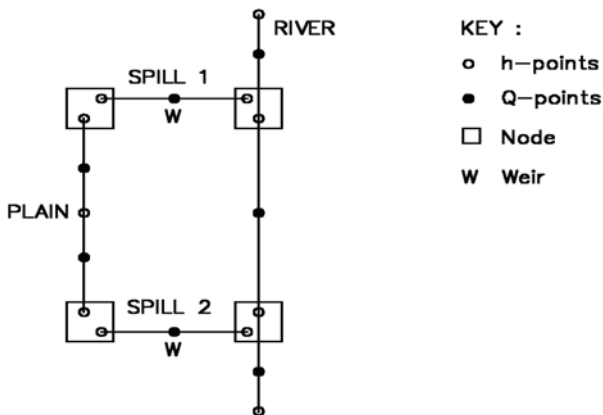 RIVER
SPILL 1
W
PLAIN
SPILL 2
W
KEY :
h-points
Q-points
Node
W Weir